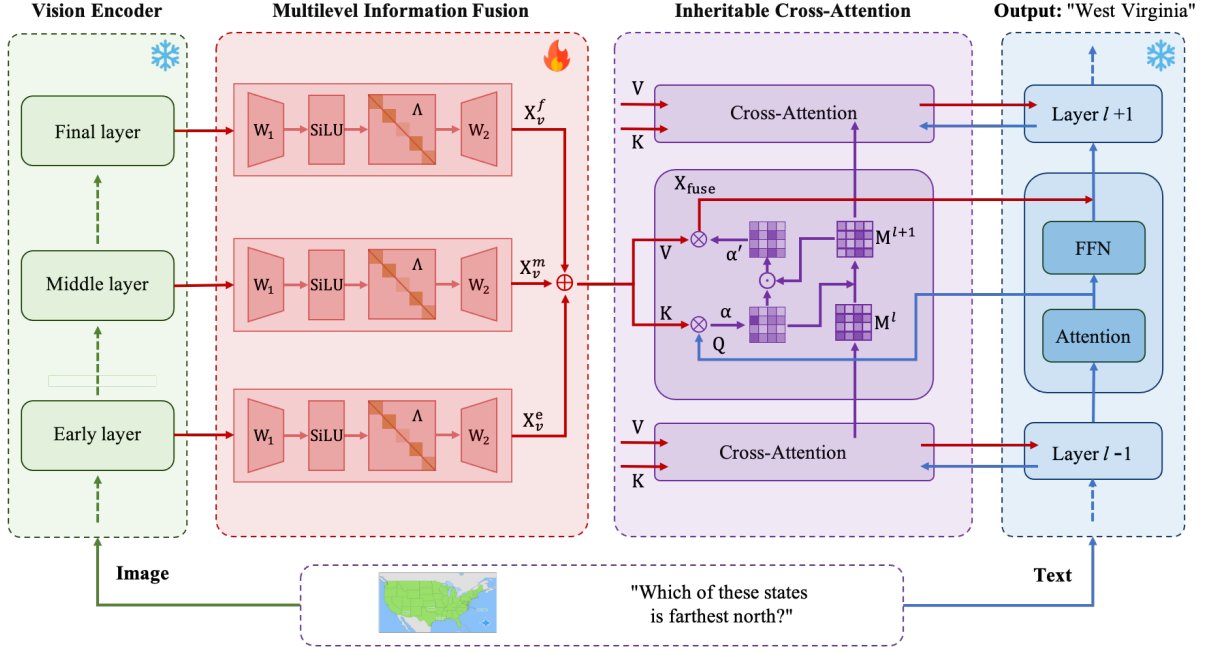 Vision Encoder
Multilevel Information Fusion
Inheritable Cross-Attention
Output: "West Virginia"
Final layer
W₁
SiLU
Λ
W₂
X_v^f
Middle layer
W₁
SiLU
Λ
W₂
X_v^m
⊕
Early layer
W₁
SiLU
Λ
W₂
X_v^e
V
K
Cross-Attention
X_fuse
V
⊗
α′
M^{l+1}
⊙
K
⊗
α
Q
M^l
V
K
Cross-Attention
Layer l +1
FFN
Attention
Layer l -1
Image
"Which of these states
is farthest north?"
Text